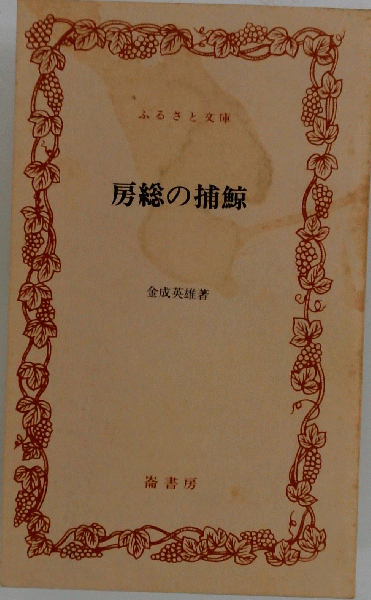 ふるさと文庫
房総の捕鯨
金成英雄著
崙書房